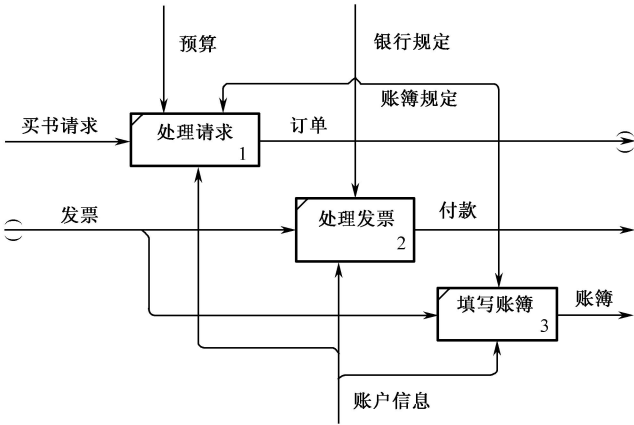 预算
银行规定
账簿规定
买书请求
处理请求
1
订单
发票
处理发票
2
付款
填写账簿
3
账簿
账户信息